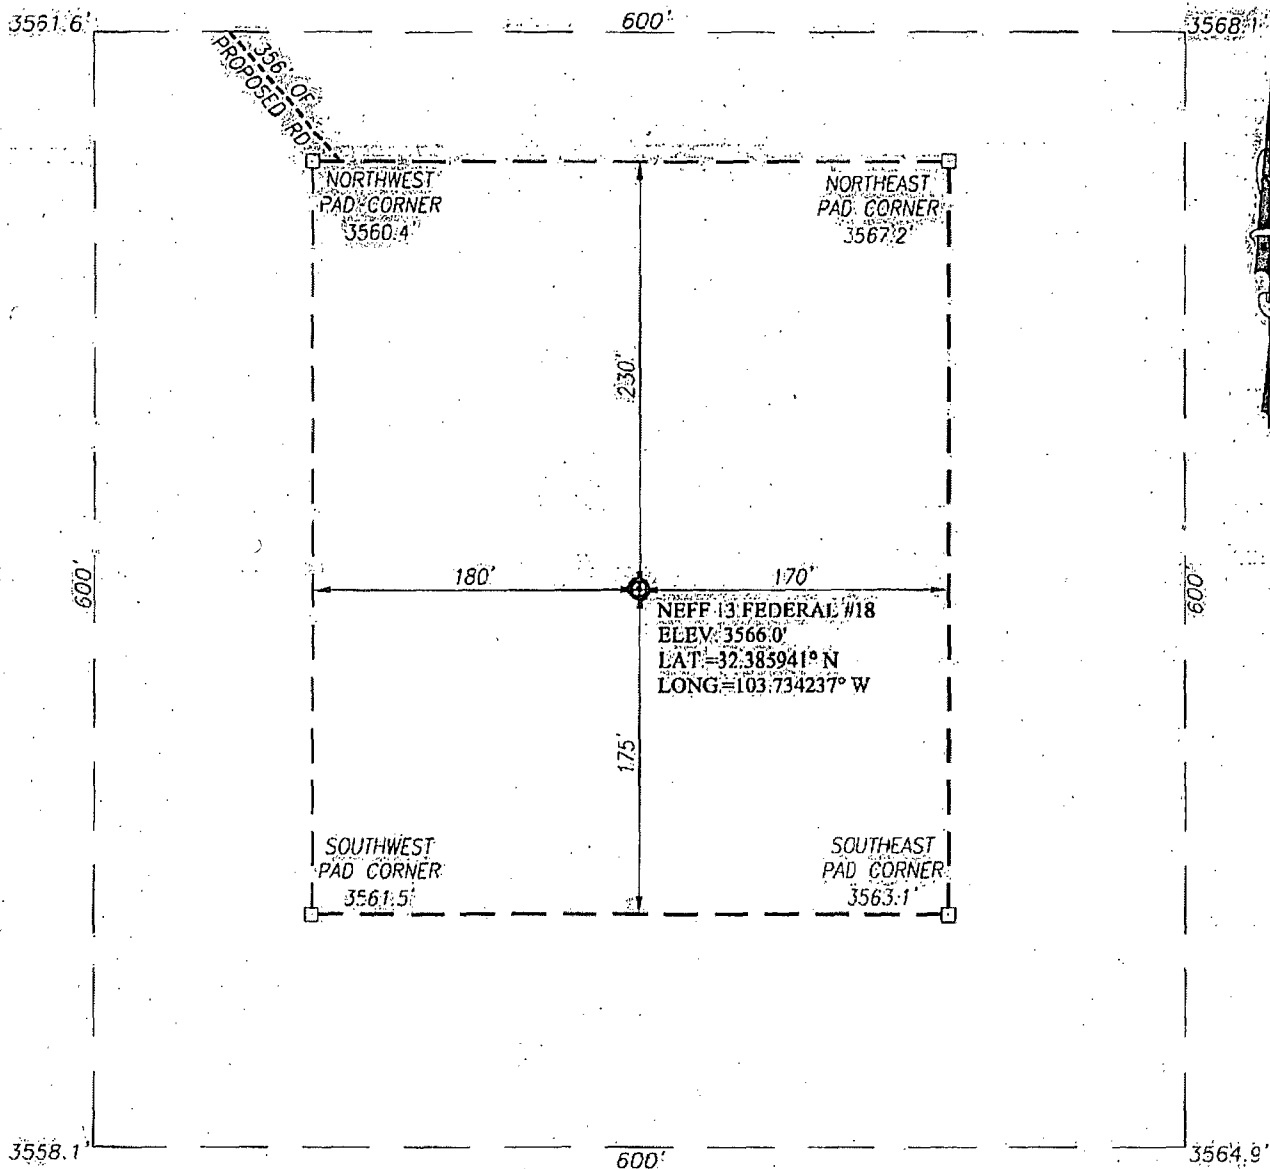 3561.6' 600' 3568.1'
356' OF
PROPOSED RD
NORTHWEST
PAD CORNER
3560.4'
NORTHEAST
PAD CORNER
3567.2'
230'
600'
180'
170'
600'
NEFF 13 FEDERAL #18
ELEV. 3566.0'
LAT.=32.385941° N
LONG.=103.734237° W
175'
SOUTHWEST
PAD CORNER
3561.5'
SOUTHEAST
PAD CORNER
3563.1'
3558.1' 600' 3564.9'